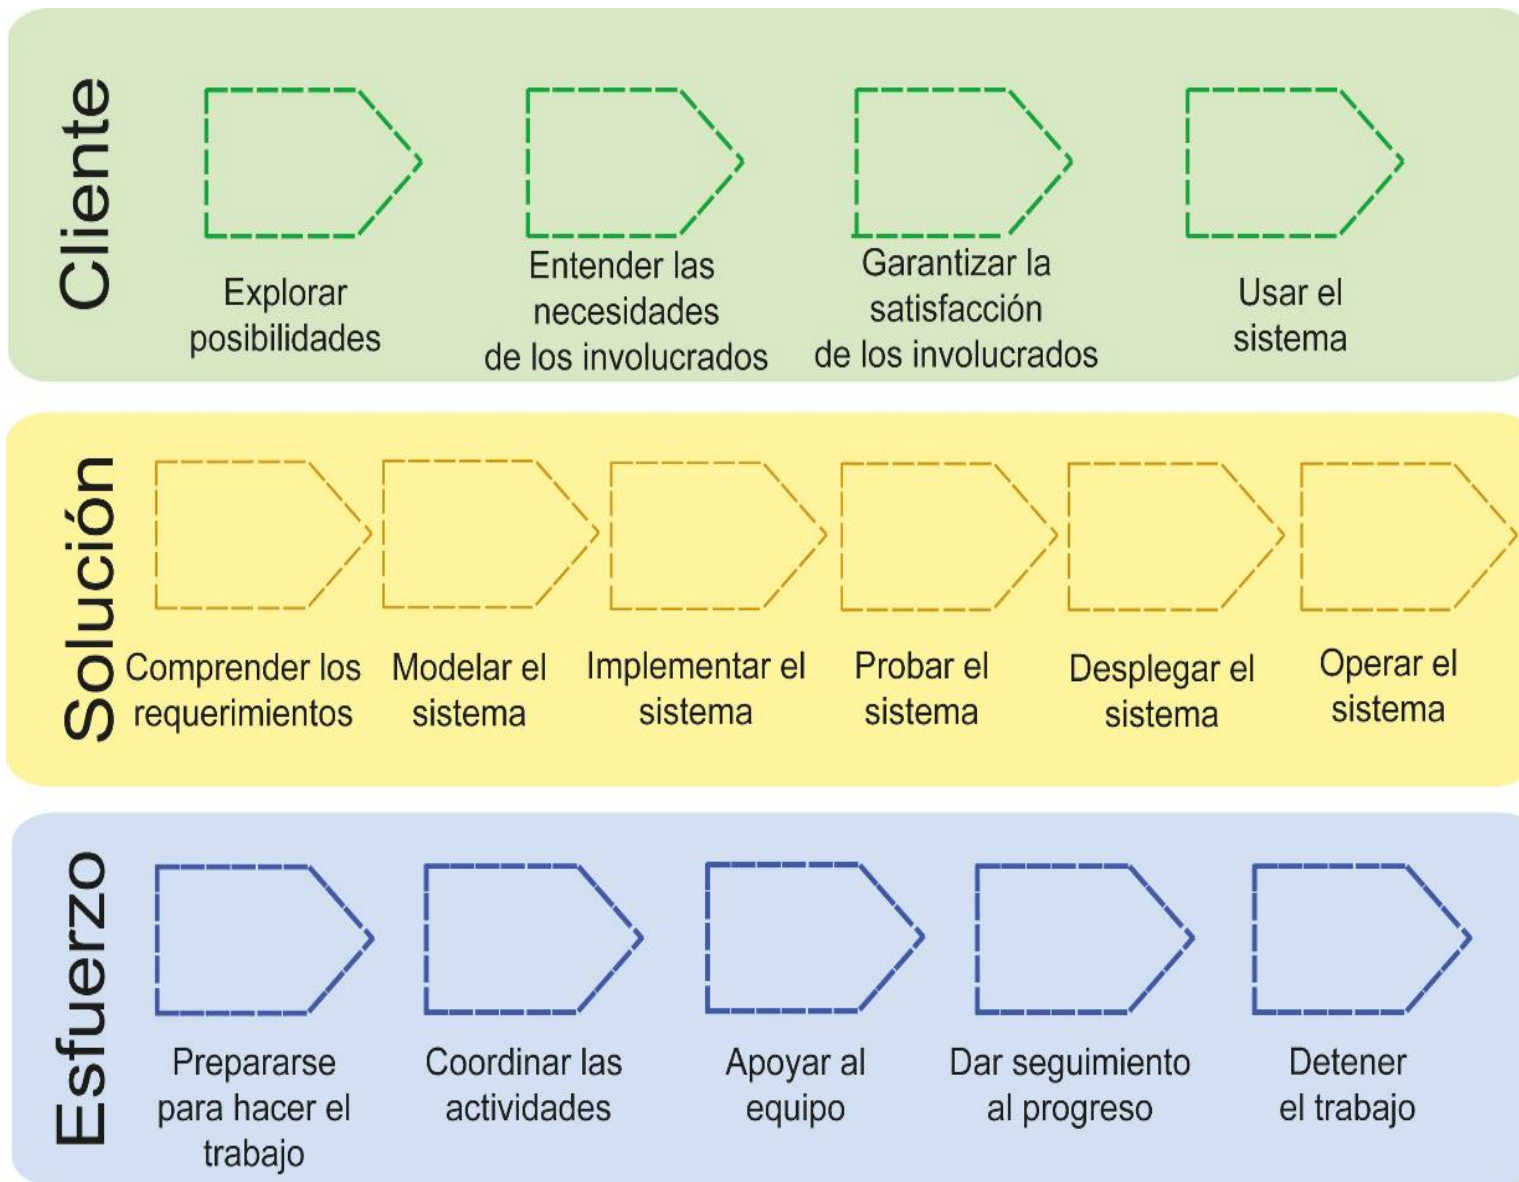 Cliente
Explorar
posibilidades
Entender las
necesidades
de los involucrados
Garantizar la
satisfacción
de los involucrados
Usar el
sistema
Solución
Comprender los
requerimientos
Modelar el
sistema
Implementar el
sistema
Probar el
sistema
Desplegar el
sistema
Operar el
sistema
Esfuerzo
Prepararse
para hacer el
trabajo
Coordinar las
actividades
Apoyar al
equipo
Dar seguimiento
al progreso
Detener
el trabajo